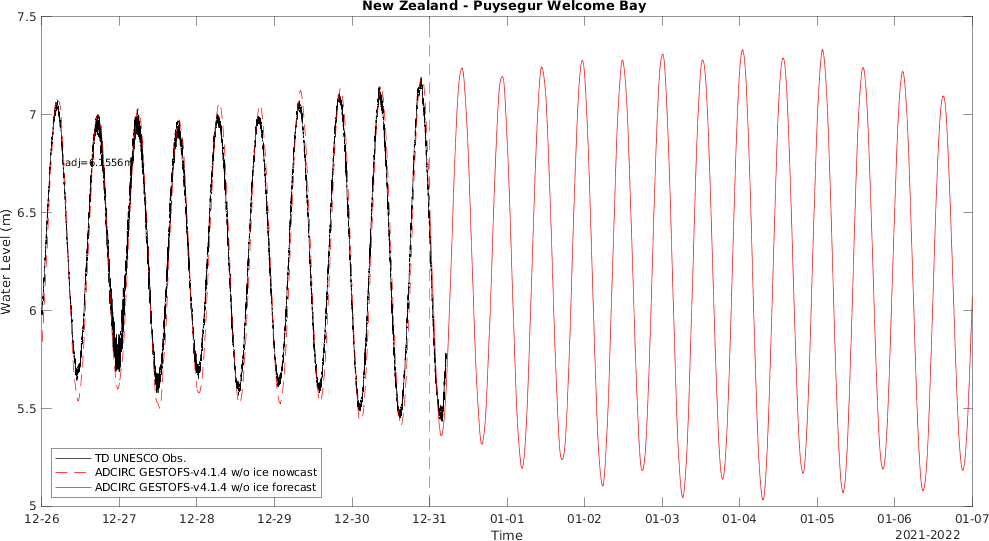 New Zealand - Puysegur Welcome Bay
7.5
7
6.5
6
5.5
5
Water Level (m)
adj=6.1556m
TD UNESCO Obs.
ADCIRC GESTOFS-v4.1.4 w/o ice nowcast
ADCIRC GESTOFS-v4.1.4 w/o ice forecast
12-26 12-27 12-28 12-29 12-30 12-31 01-01 01-02 01-03 01-04 01-05 01-06 01-07
Time
2021-2022